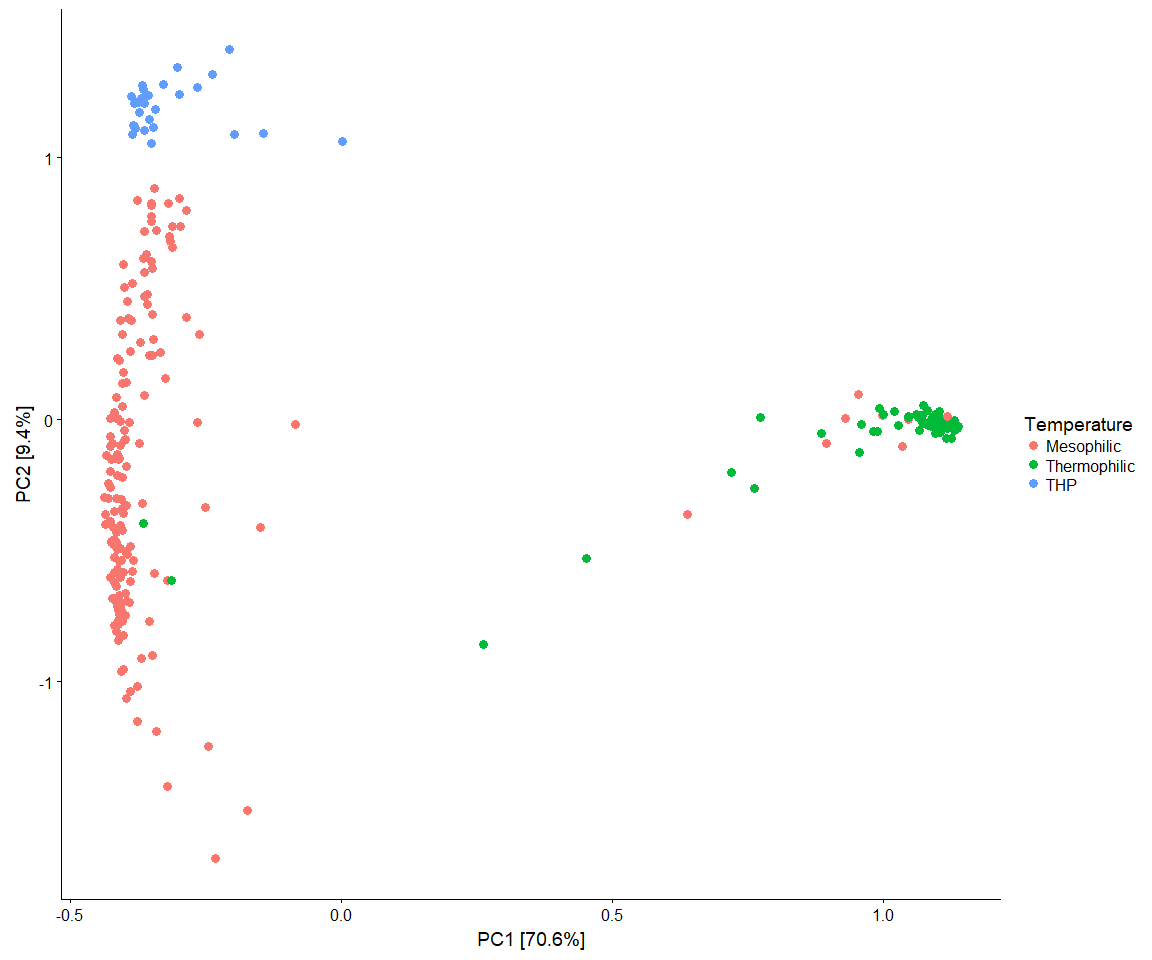 1
0
-1
PC2 [9.4%]
-0.5
0.0
0.5
1.0
PC1 [70.6%]
Temperature
Mesophilic
Thermophilic
THP